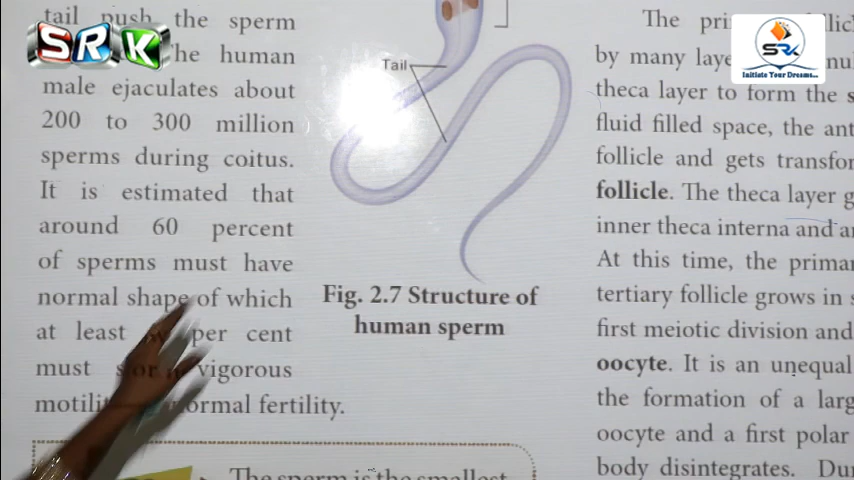 tail push the sperm
SRK he human
male ejaculates about
200 to 300 million
sperms during coitus.
It is estimated that
around 60 percent
of sperms must have
normal shape of which
at least per cent
must vigorous
normal fertility.
The sperm is the smallest
Tail
Fig. 2.7 Structure of
human sperm
The
by many
theca layer to form the s
fluid filled space, the ant
follicle and gets transfor
follicle. The theca layer g
inner theca interna and a
At this time, the primar
tertiary follicle grows in s
first meiotic division and
oocyte. It is an unequal
the formation of a larg
oocyte and a first polar
body disintegrates. Du
SRK
Initiate Your Dreams...